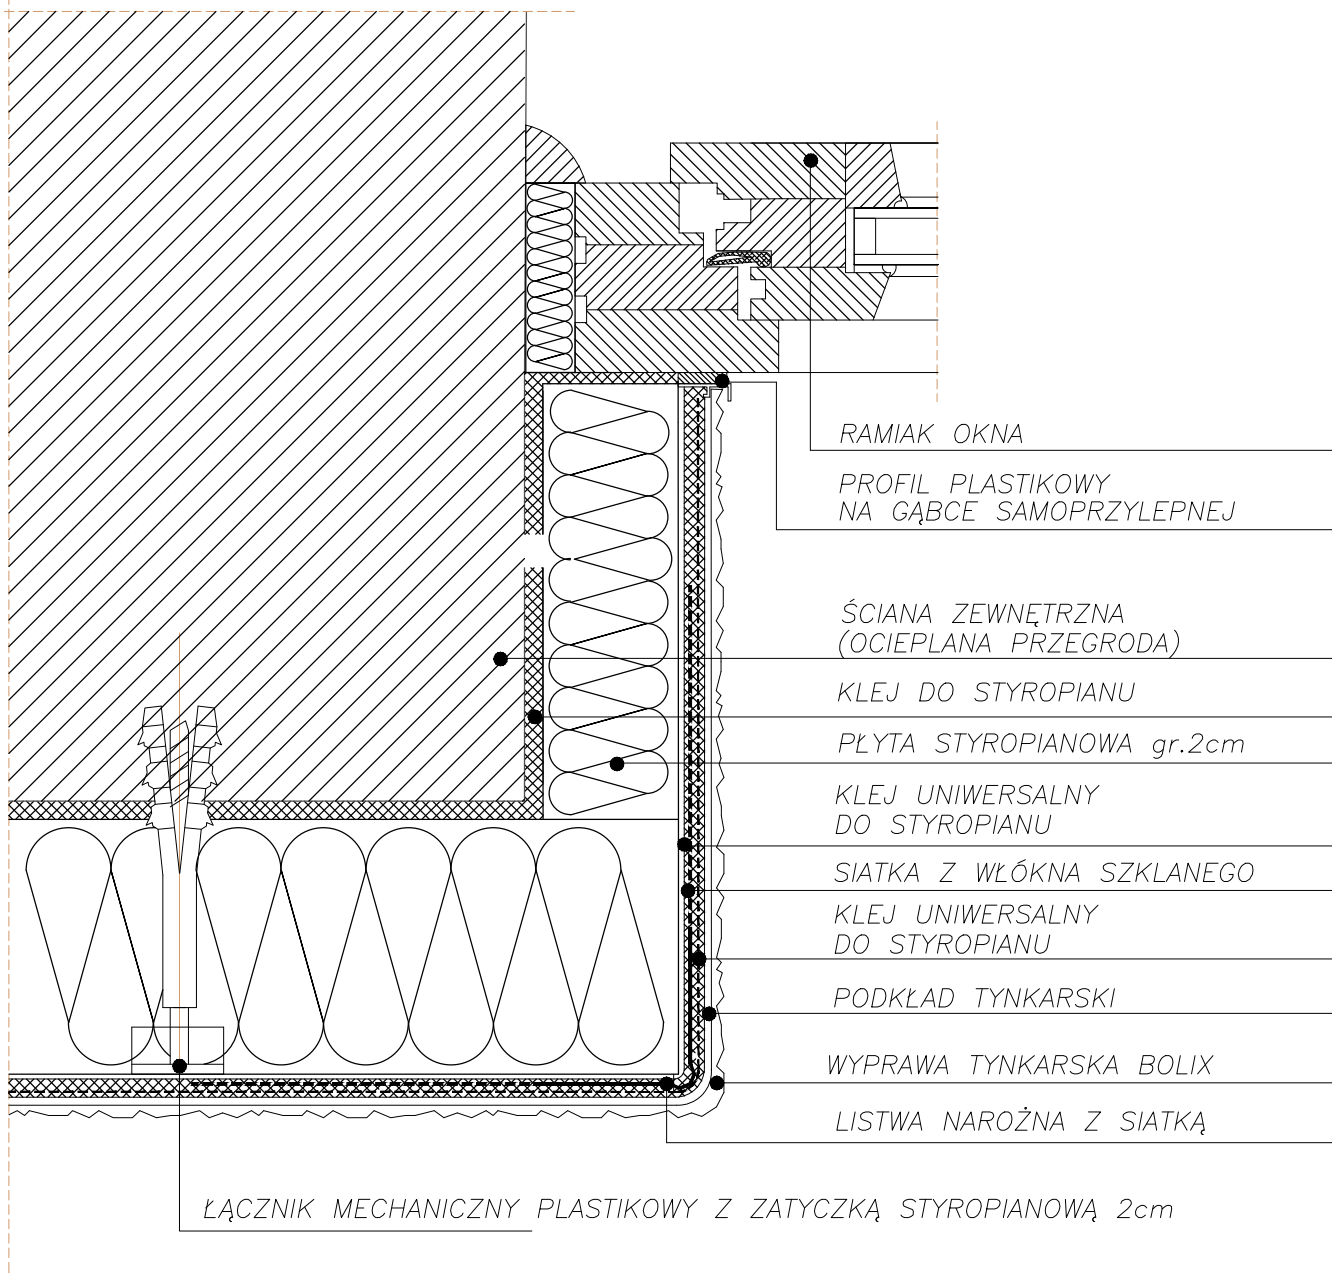 RAMIAK OKNA
PROFIL PLASTIKOWY
NA GĄBCE SAMOPRZYLEPNEJ
ŚCIANA ZEWNĘTRZNA
(OCIEPLANA PRZEGRODA)
KLEJ DO STYROPIANU
PŁYTA STYROPIANOWA gr.2cm
KLEJ UNIWERSALNY
DO STYROPIANU
SIATKA Z WŁÓKNA SZKLANEGO
KLEJ UNIWERSALNY
DO STYROPIANU
PODKŁAD TYNKARSKI
WYPRAWA TYNKARSKA BOLIX
LISTWA NAROŻNA Z SIATKĄ
ŁĄCZNIK MECHANICZNY PLASTIKOWY Z ZATYCZKĄ STYROPIANOWĄ 2cm